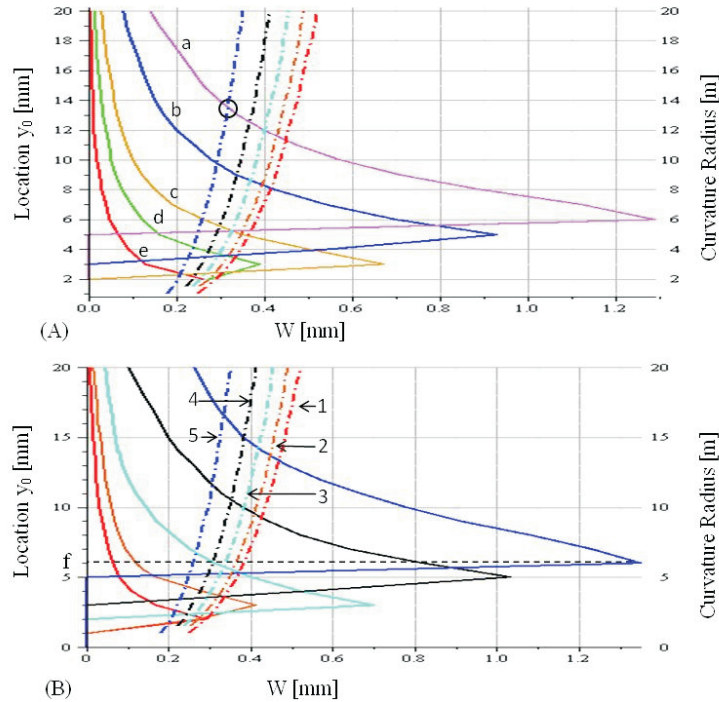 20
18
16
14
12
10
8
6
4
2
Location y₀ [mm]
a
b
c
d
e
20
18
16
14
12
10
8
6
4
2
Curvature Radius [m]
0.0 0.2 0.4 0.6 0.8 1.0 1.2
(A) W [mm]
20
15
10
f
5
0
Location y₀ [mm]
4
5
1
2
3
20
15
10
5
0
Curvature Radius [m]
0 0.2 0.4 0.6 0.8 1.0 1.2
(B) W [mm]